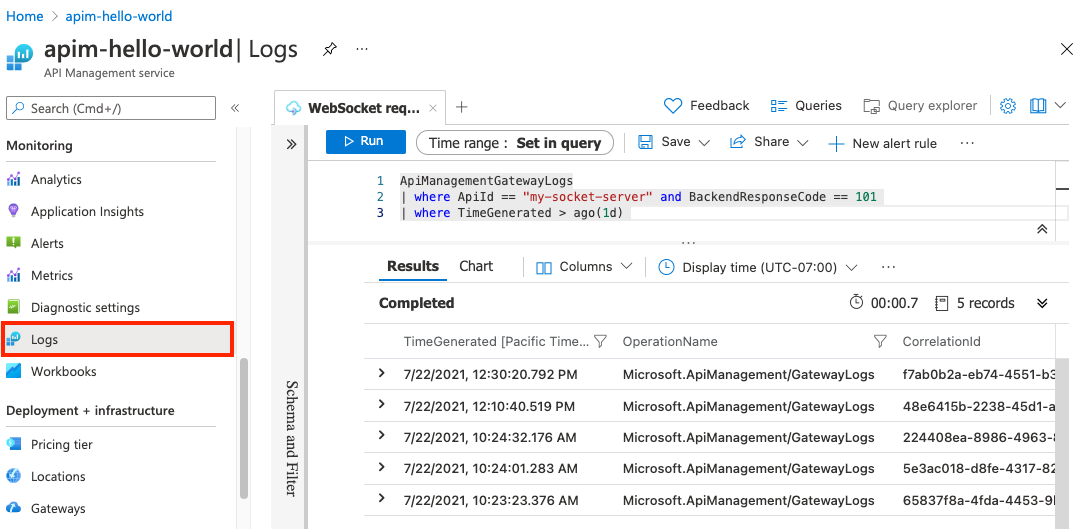 Home > apim-hello-world
apim-hello-world | Logs ...
API Management service
Search (Cmd+/)
Monitoring
Analytics
Application Insights
Alerts
Metrics
Diagnostic settings
Logs
Workbooks
Deployment + infrastructure
Pricing tier
Locations
Gateways
WebSocket req...
Feedback
Queries
Query explorer
Run
Time range : Set in query
Save
Share
New alert rule
...
1 ApiManagementGatewayLogs
2 | where ApiId == "my-socket-server" and BackendResponseCode == 101
3 | where TimeGenerated > ago(1d)
...
Schema and Filter
Results Chart Columns Display time (UTC-07:00) ...
Completed 00:00.7 5 records
TimeGenerated [Pacific Time... OperationName CorrelationId
7/22/2021, 12:30:20.792 PM Microsoft.ApiManagement/GatewayLogs f7ab0b2a-eb74-4551-b3
7/22/2021, 12:10:40.519 PM Microsoft.ApiManagement/GatewayLogs 48e6415b-2238-45d1-a
7/22/2021, 10:24:32.176 AM Microsoft.ApiManagement/GatewayLogs 224408ea-8986-4963-
7/22/2021, 10:24:01.283 AM Microsoft.ApiManagement/GatewayLogs 5e3ac018-d8fe-4317-82
7/22/2021, 10:23:23.376 AM Microsoft.ApiManagement/GatewayLogs 65837f8a-4fda-4453-9